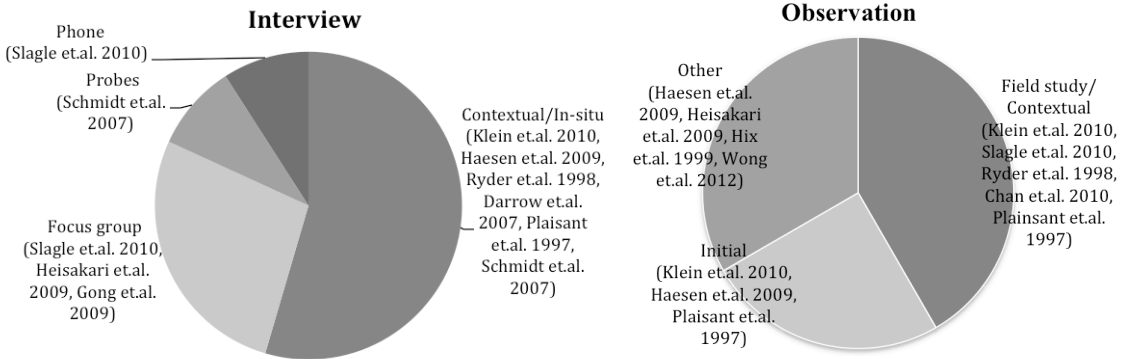 Interview
Phone
(Slagle et.al. 2010)
Probes
(Schmidt et.al.
2007)
Contextual/In-situ
(Klein et.al. 2010,
Haesen et.al. 2009,
Ryder et.al. 1998,
Darrow et.al.
2007, Plaisant
et.al. 1997,
Schmidt et.al.
2007)
Focus group
(Slagle et.al. 2010,
Heisakari et.al.
2009, Gong et.al.
2009)
Observation
Other
(Haesen et.al.
2009, Heisakari
et.al. 2009, Hix
et.al. 1999, Wong
et.al. 2012)
Field study/
Contextual
(Klein et.al. 2010,
Slagle et.al. 2010,
Ryder et.al. 1998,
Chan et.al. 2010,
Plainsant et.al.
1997)
Initial
(Klein et.al. 2010,
Haesen et.al. 2009,
Plaisant et.al.
1997)